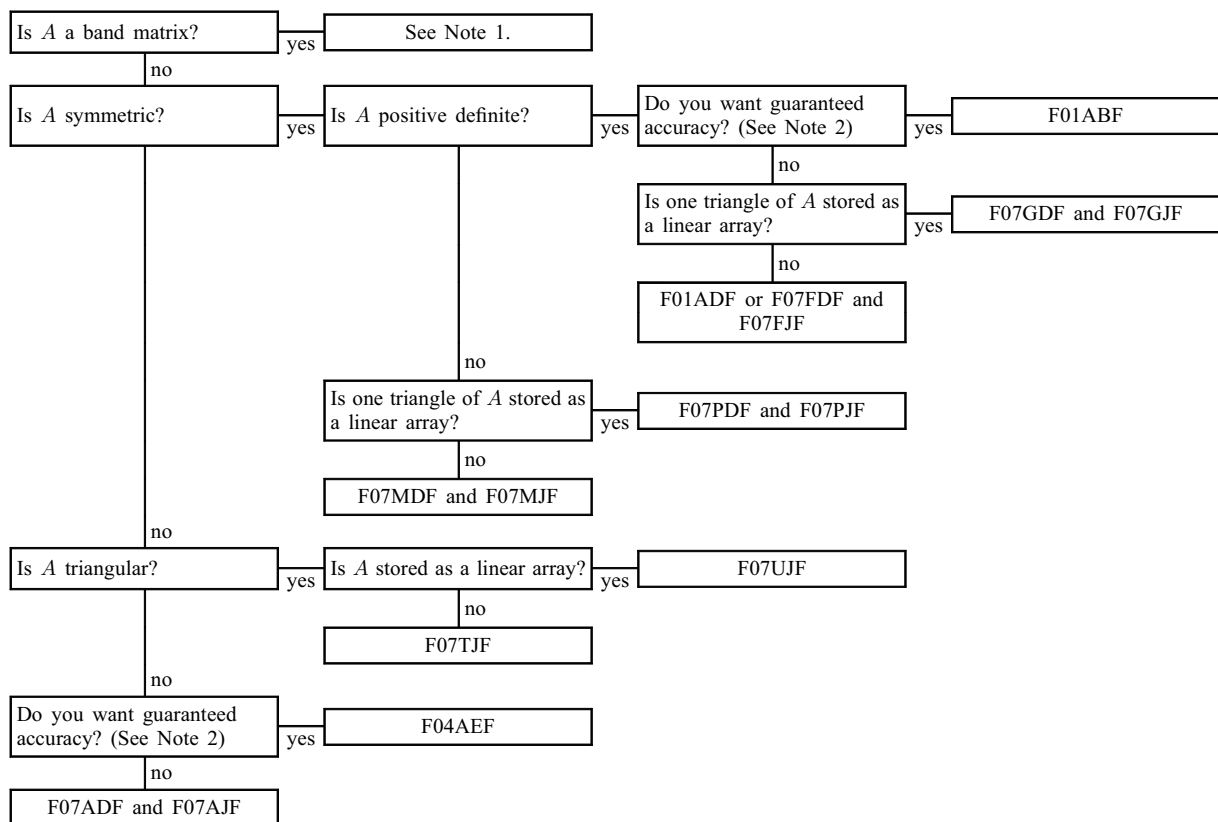 Is A a band matrix?
yes
See Note 1.
no
Is A symmetric?
yes
Is A positive definite?
yes
Do you want guaranteed
accuracy? (See Note 2)
yes
F01ABF
no
Is one triangle of A stored as
a linear array?
yes
F07GDF and F07GJF
no
F01ADF or F07FDF and
F07FJF
no
Is one triangle of A stored as
a linear array?
yes
F07PDF and F07PJF
no
F07MDF and F07MJF
no
Is A triangular?
yes
Is A stored as a linear array?
yes
F07UJF
no
F07TJF
no
Do you want guaranteed
accuracy? (See Note 2)
yes
F04AEF
no
F07ADF and F07AJF